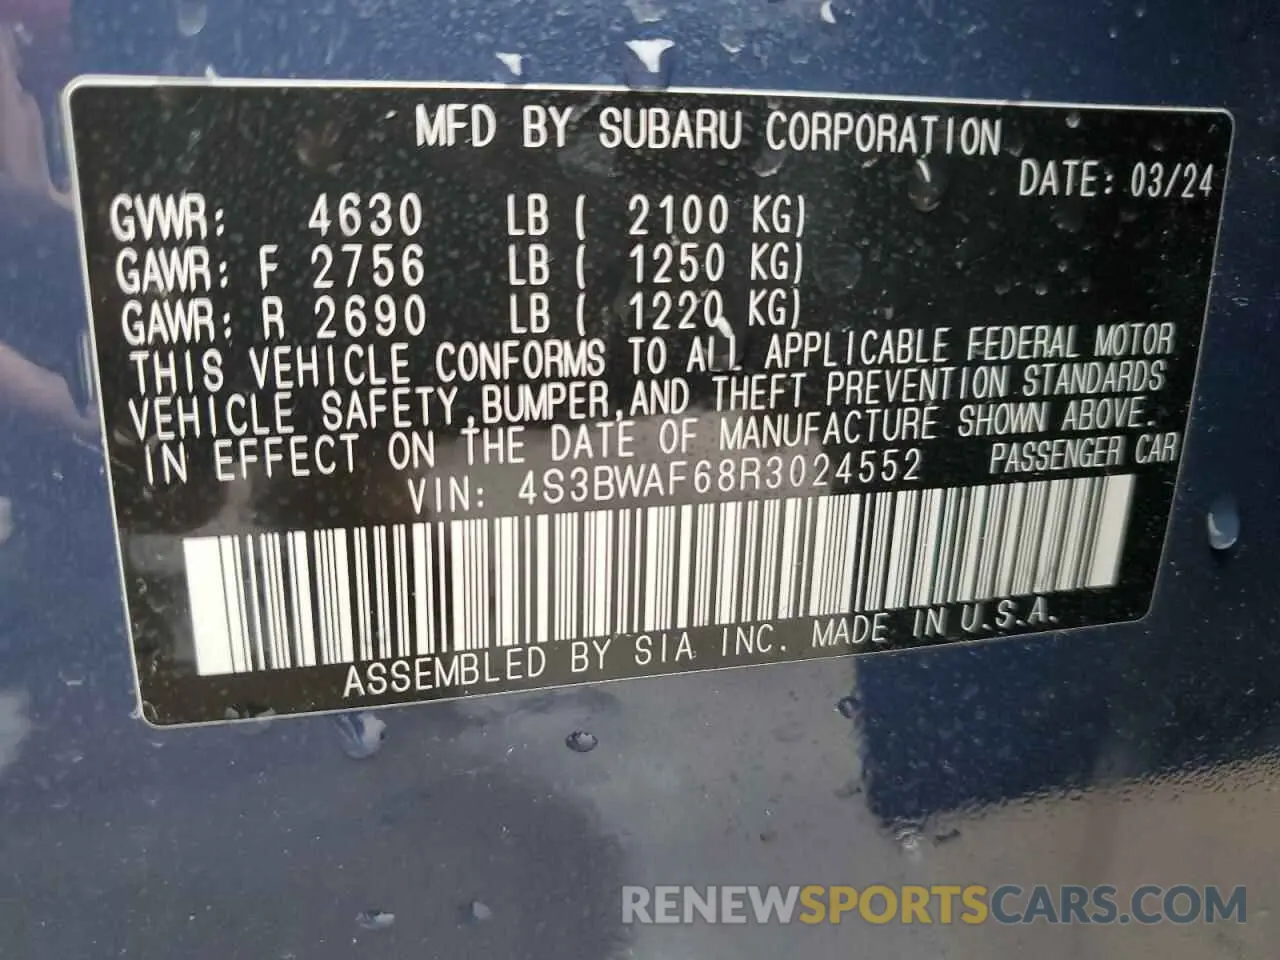 MFD BY SUBARU CORPORATION
DATE: 03/24
GVWR: 4630 LB ( 2100 KG)
GAWR: F 2756 LB ( 1250 KG)
GAWR: R 2690 LB ( 1220 KG)
THIS VEHICLE CONFORMS TO ALL APPLICABLE FEDERAL MOTOR
VEHICLE SAFETY,BUMPER,AND THEFT PREVENTION STANDARDS
IN EFFECT ON THE DATE OF MANUFACTURE SHOWN ABOVE.
VIN: 4S3BWAF68R3024552 PASSENGER CAR
ASSEMBLED BY SIA INC. MADE IN U.S.A.
RENEWSPORTSCARS.COM